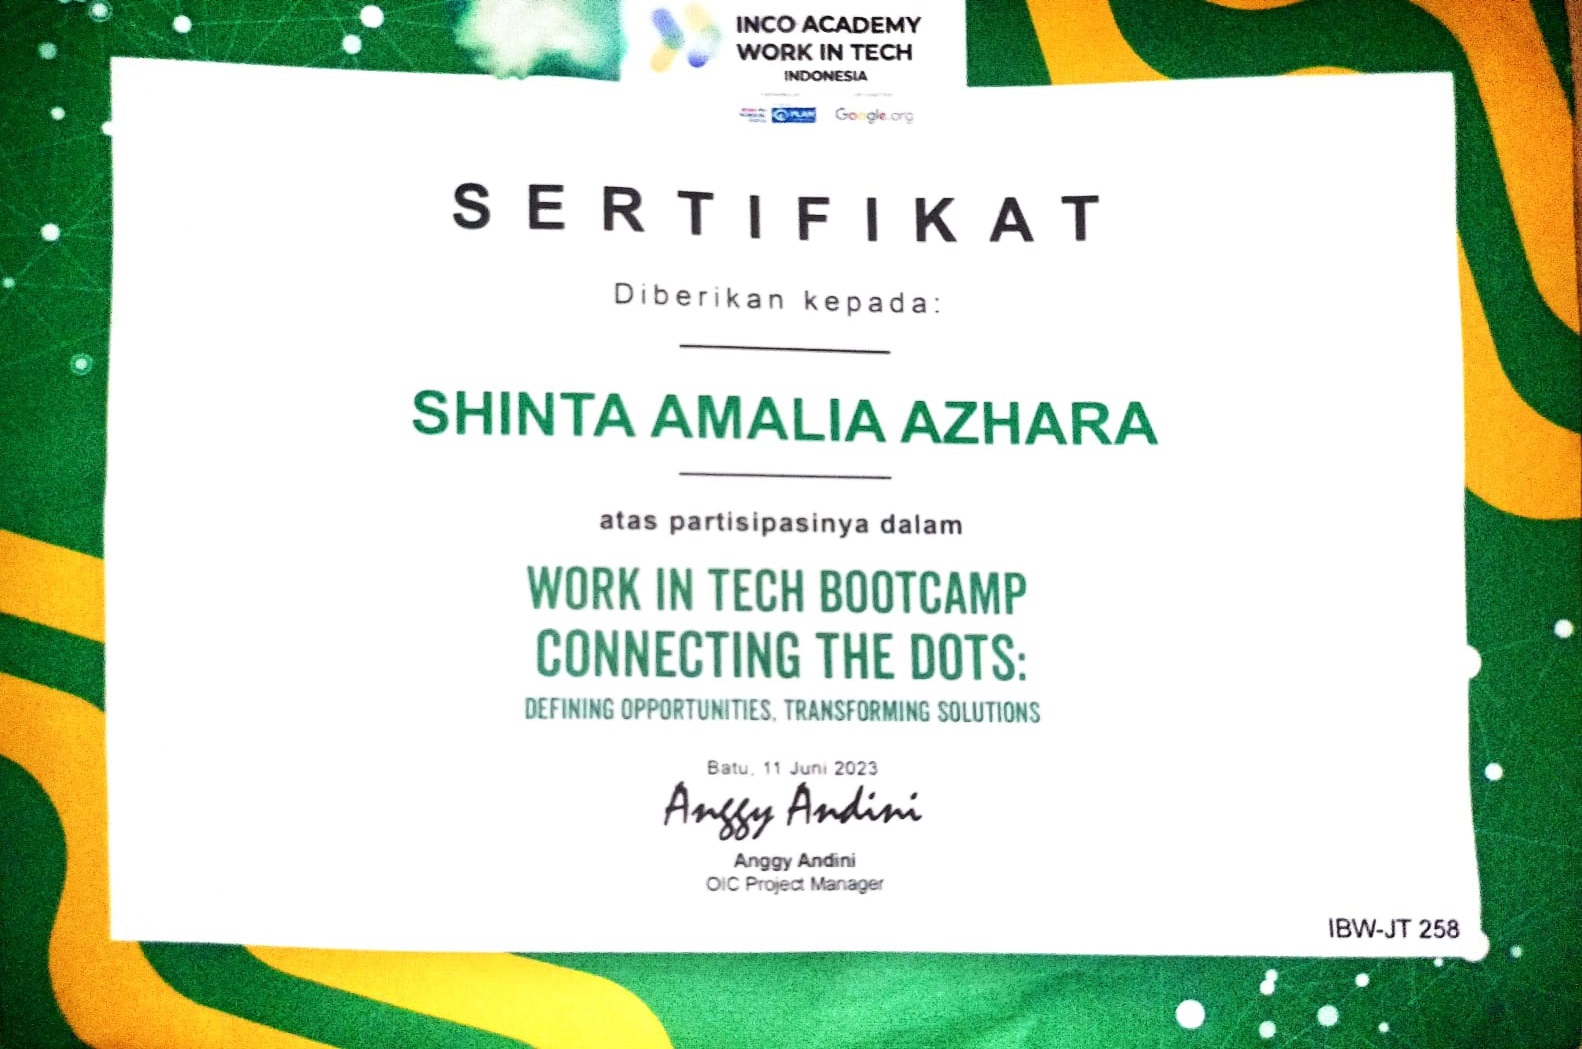 INCO ACADEMY
WORK IN TECH
INDONESIA
PLAN
Google.org
SERTIFIKAT
Diberikan kepada:
SHINTA AMALIA AZHARA
atas partisipasinya dalam
WORK IN TECH BOOTCAMP
CONNECTING THE DOTS:
DEFINING OPPORTUNITIES, TRANSFORMING SOLUTIONS
Batu, 11 Juni 2023
Anggy Andini
Anggy Andini
OIC Project Manager
IBW-JT 258